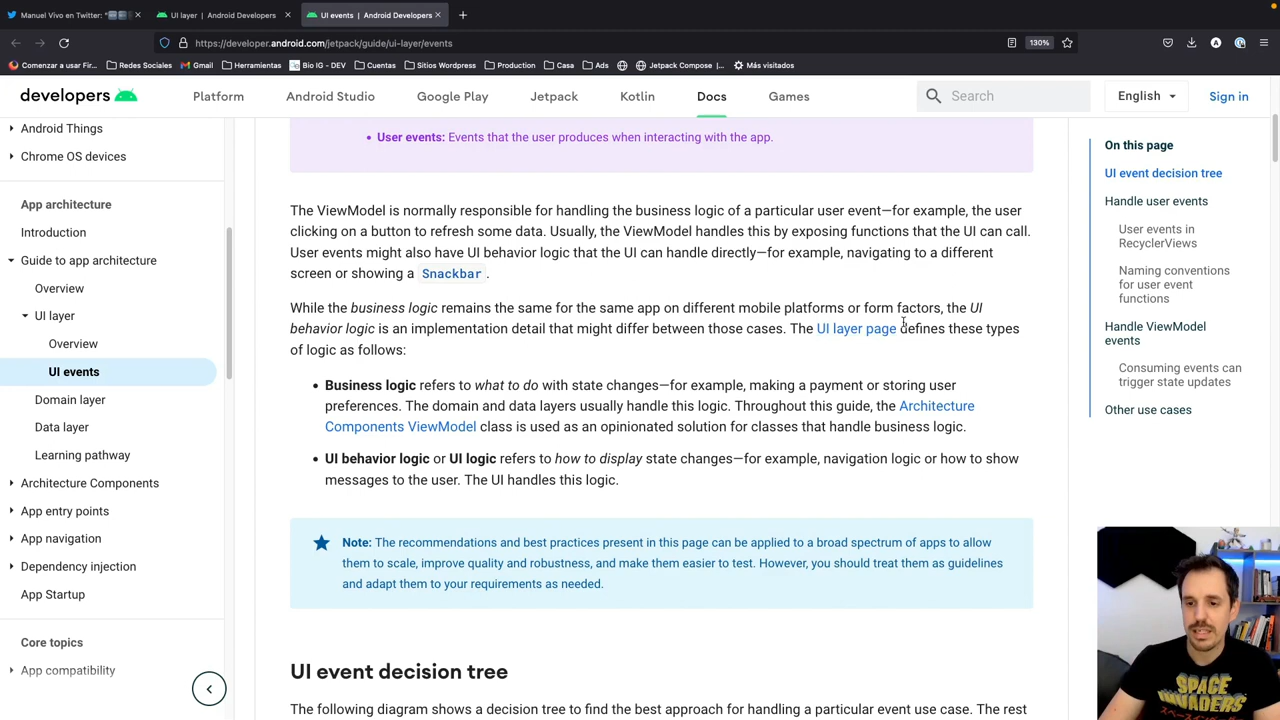 Manuel Vivo en Twitter: "
UI layer | Android Developers
UI events | Android Developers
https://developer.android.com/jetpack/guide/ui-layer/events
130%
Comenzar a usar Fir...
Redes Sociales
Gmail
Herramientas
Bio IG - DEV
Cuentas
Sitios Wordpress
Production
Casa
Ads
Jetpack Compose |...
Más visitados
developers
Platform
Android Studio
Google Play
Jetpack
Kotlin
Docs
Games
Search
English
Sign in
Android Things
Chrome OS devices
App architecture
Introduction
Guide to app architecture
Overview
UI layer
Overview
UI events
Domain layer
Data layer
Learning pathway
Architecture Components
App entry points
App navigation
Dependency injection
App Startup
Core topics
App compatibility
• User events: Events that the user produces when interacting with the app.
The ViewModel is normally responsible for handling the business logic of a particular user event—for example, the user
clicking on a button to refresh some data. Usually, the ViewModel handles this by exposing functions that the UI can call.
User events might also have UI behavior logic that the UI can handle directly—for example, navigating to a different
screen or showing a Snackbar.
While the business logic remains the same for the same app on different mobile platforms or form factors, the UI
behavior logic is an implementation detail that might differ between those cases. The UI layer page defines these types
of logic as follows:
• Business logic refers to what to do with state changes—for example, making a payment or storing user
preferences. The domain and data layers usually handle this logic. Throughout this guide, the Architecture
Components ViewModel class is used as an opinionated solution for classes that handle business logic.
• UI behavior logic or UI logic refers to how to display state changes—for example, navigation logic or how to show
messages to the user. The UI handles this logic.
Note: The recommendations and best practices present in this page can be applied to a broad spectrum of apps to allow
them to scale, improve quality and robustness, and make them easier to test. However, you should treat them as guidelines
and adapt them to your requirements as needed.
UI event decision tree
The following diagram shows a decision tree to find the best approach for handling a particular event use case. The rest
On this page
UI event decision tree
Handle user events
User events in
RecyclerViews
Naming conventions
for user event
functions
Handle ViewModel
events
Consuming events can
trigger state updates
Other use cases
SPACE
INVADERS